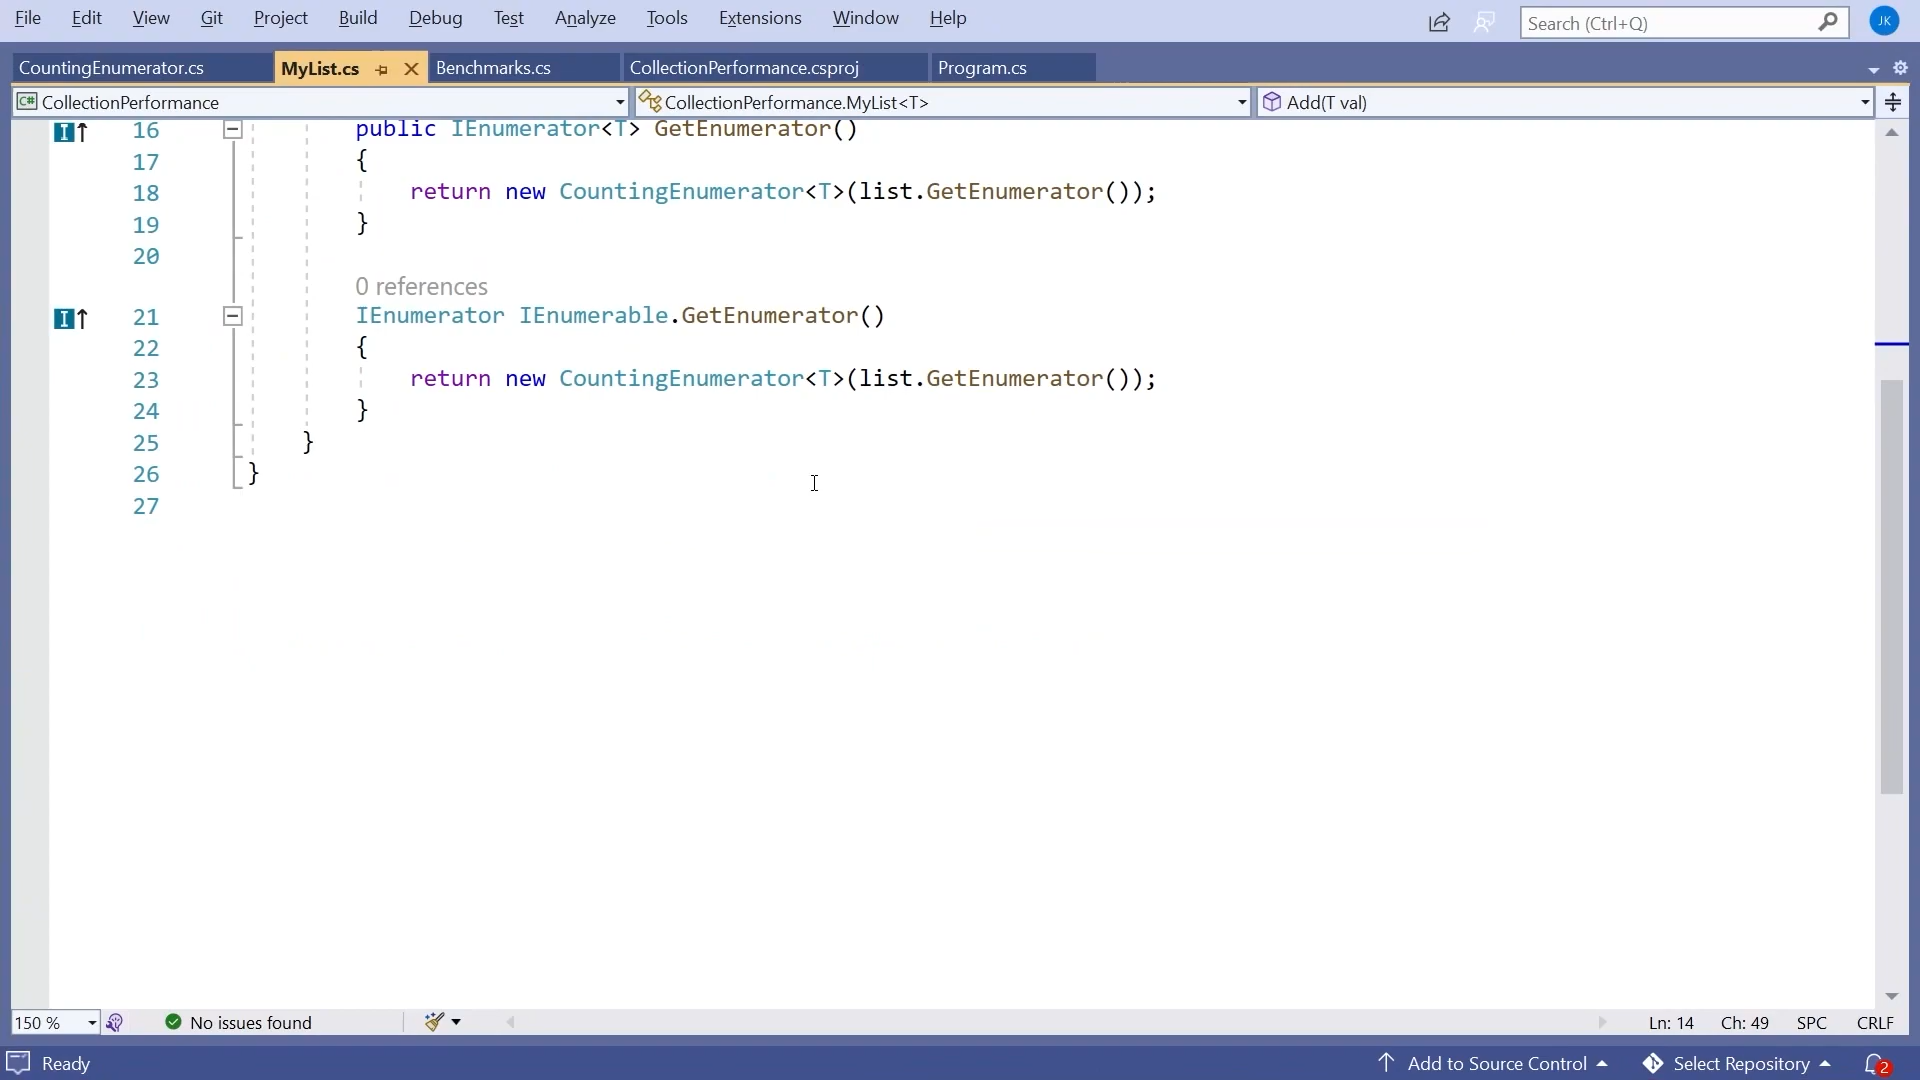 File Edit View Git Project Build Debug Test Analyze Tools Extensions Window Help Search (Ctrl+Q) JK
CountingEnumerator.cs MyList.cs Benchmarks.cs CollectionPerformance.csproj Program.cs
C# CollectionPerformance CollectionPerformance.MyList<T> Add(T val)
16 public IEnumerator<T> GetEnumerator()
17 {
18 return new CountingEnumerator<T>(list.GetEnumerator());
19 }
20
0 references
21 IEnumerator IEnumerable.GetEnumerator()
22 {
23 return new CountingEnumerator<T>(list.GetEnumerator());
24 }
25 }
26 }
27
150 % No issues found Ln: 14 Ch: 49 SPC CRLF
Ready Add to Source Control Select Repository 2